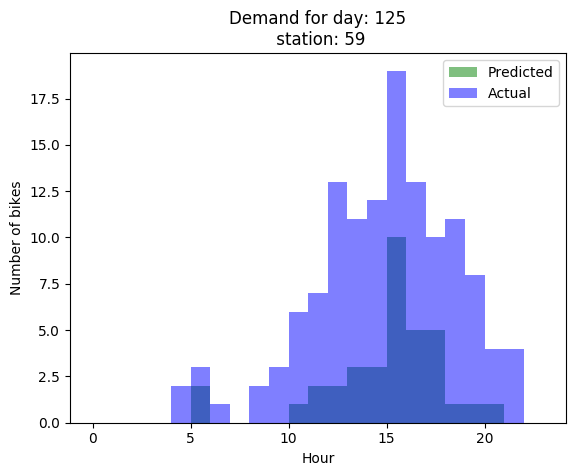 Demand for day: 125
station: 59
Predicted
Actual
Number of bikes
17.5
15.0
12.5
10.0
7.5
5.0
2.5
0.0
0
5
10
15
20
Hour